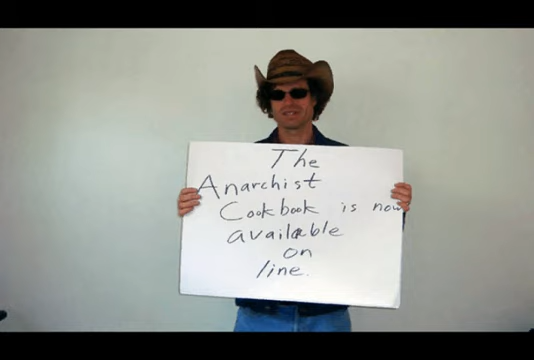 The
Anarchist
Cookbook is now
available
on
line.